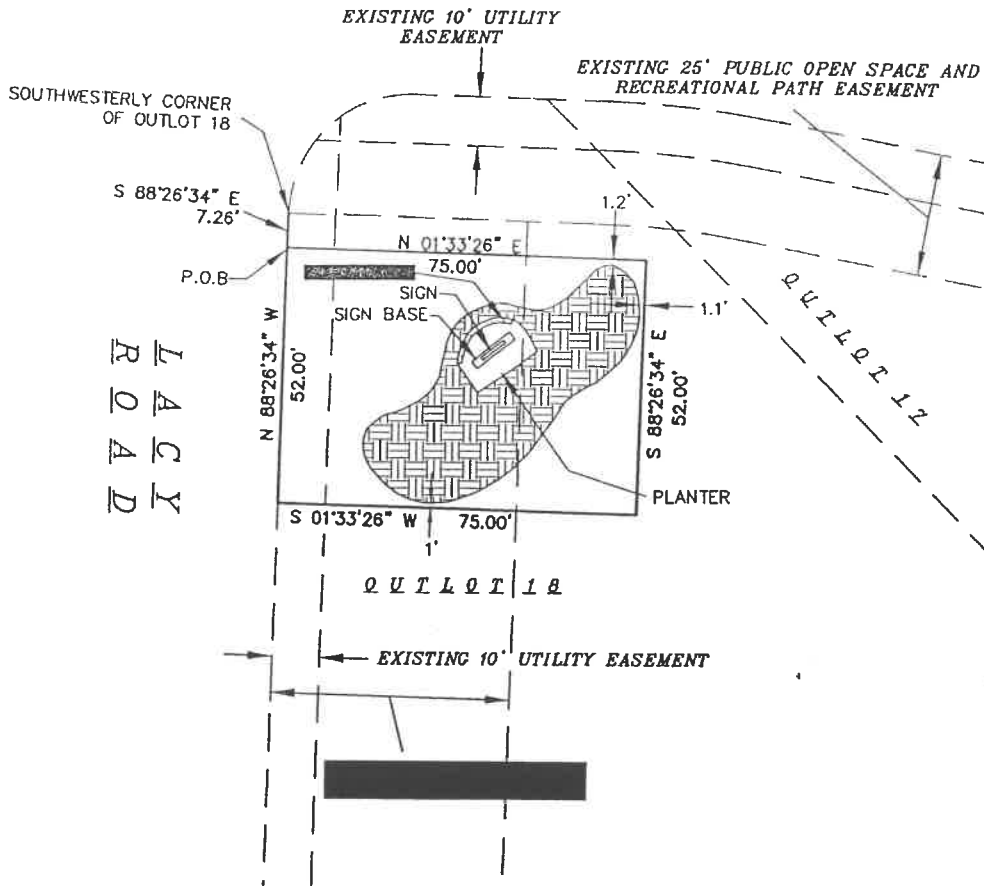 EXISTING 10' UTILITY
EASEMENT
EXISTING 25' PUBLIC OPEN SPACE AND
RECREATIONAL PATH EASEMENT
SOUTHWESTERLY CORNER
OF OUTLOT 18
S 88°26'34" E
7.26'
P.O.B
N 01°33'26" E
75.00'
1.2'
1.1'
SIGN
SIGN BASE
LACY
ROAD
N 88°26'34" W
52.00'
S 88°26'34" E
52.00'
OUTLOT 17
PLANTER
S 01°33'26" W 75.00'
1'
OUTLOT 18
EXISTING 10' UTILITY EASEMENT